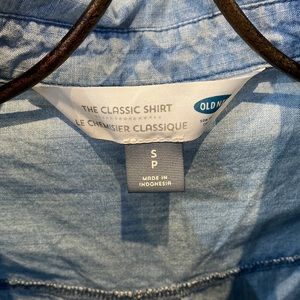 THE CLASSIC SHIRT
LE CHEMISIER CLASSIQUE
OLD
S
P
MADE IN
INDONESIA